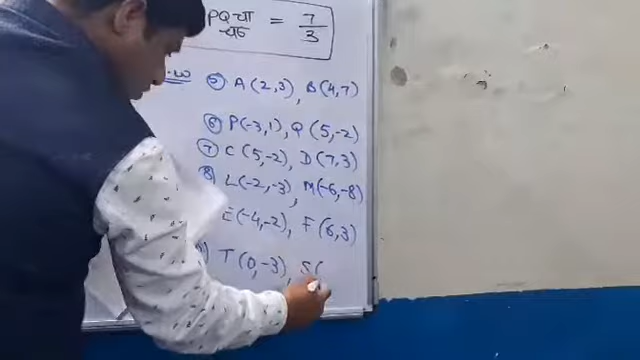 PQ चा = 7
चढ 3
.W ⑤ A(2,3), B(4,7)
⑥ P(-3,1), Q(5,-2)
⑦ C(5,-2), D(7,3)
⑧ L(-2,-3), M(-6,-8)
E(-4,-2), F(6,3)
T(0,-3), S(